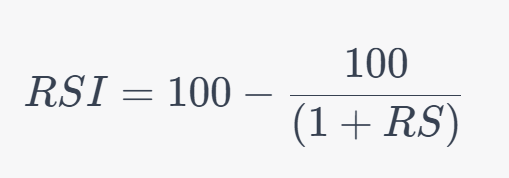 RSI = 100 − 100 / (1 + RS)